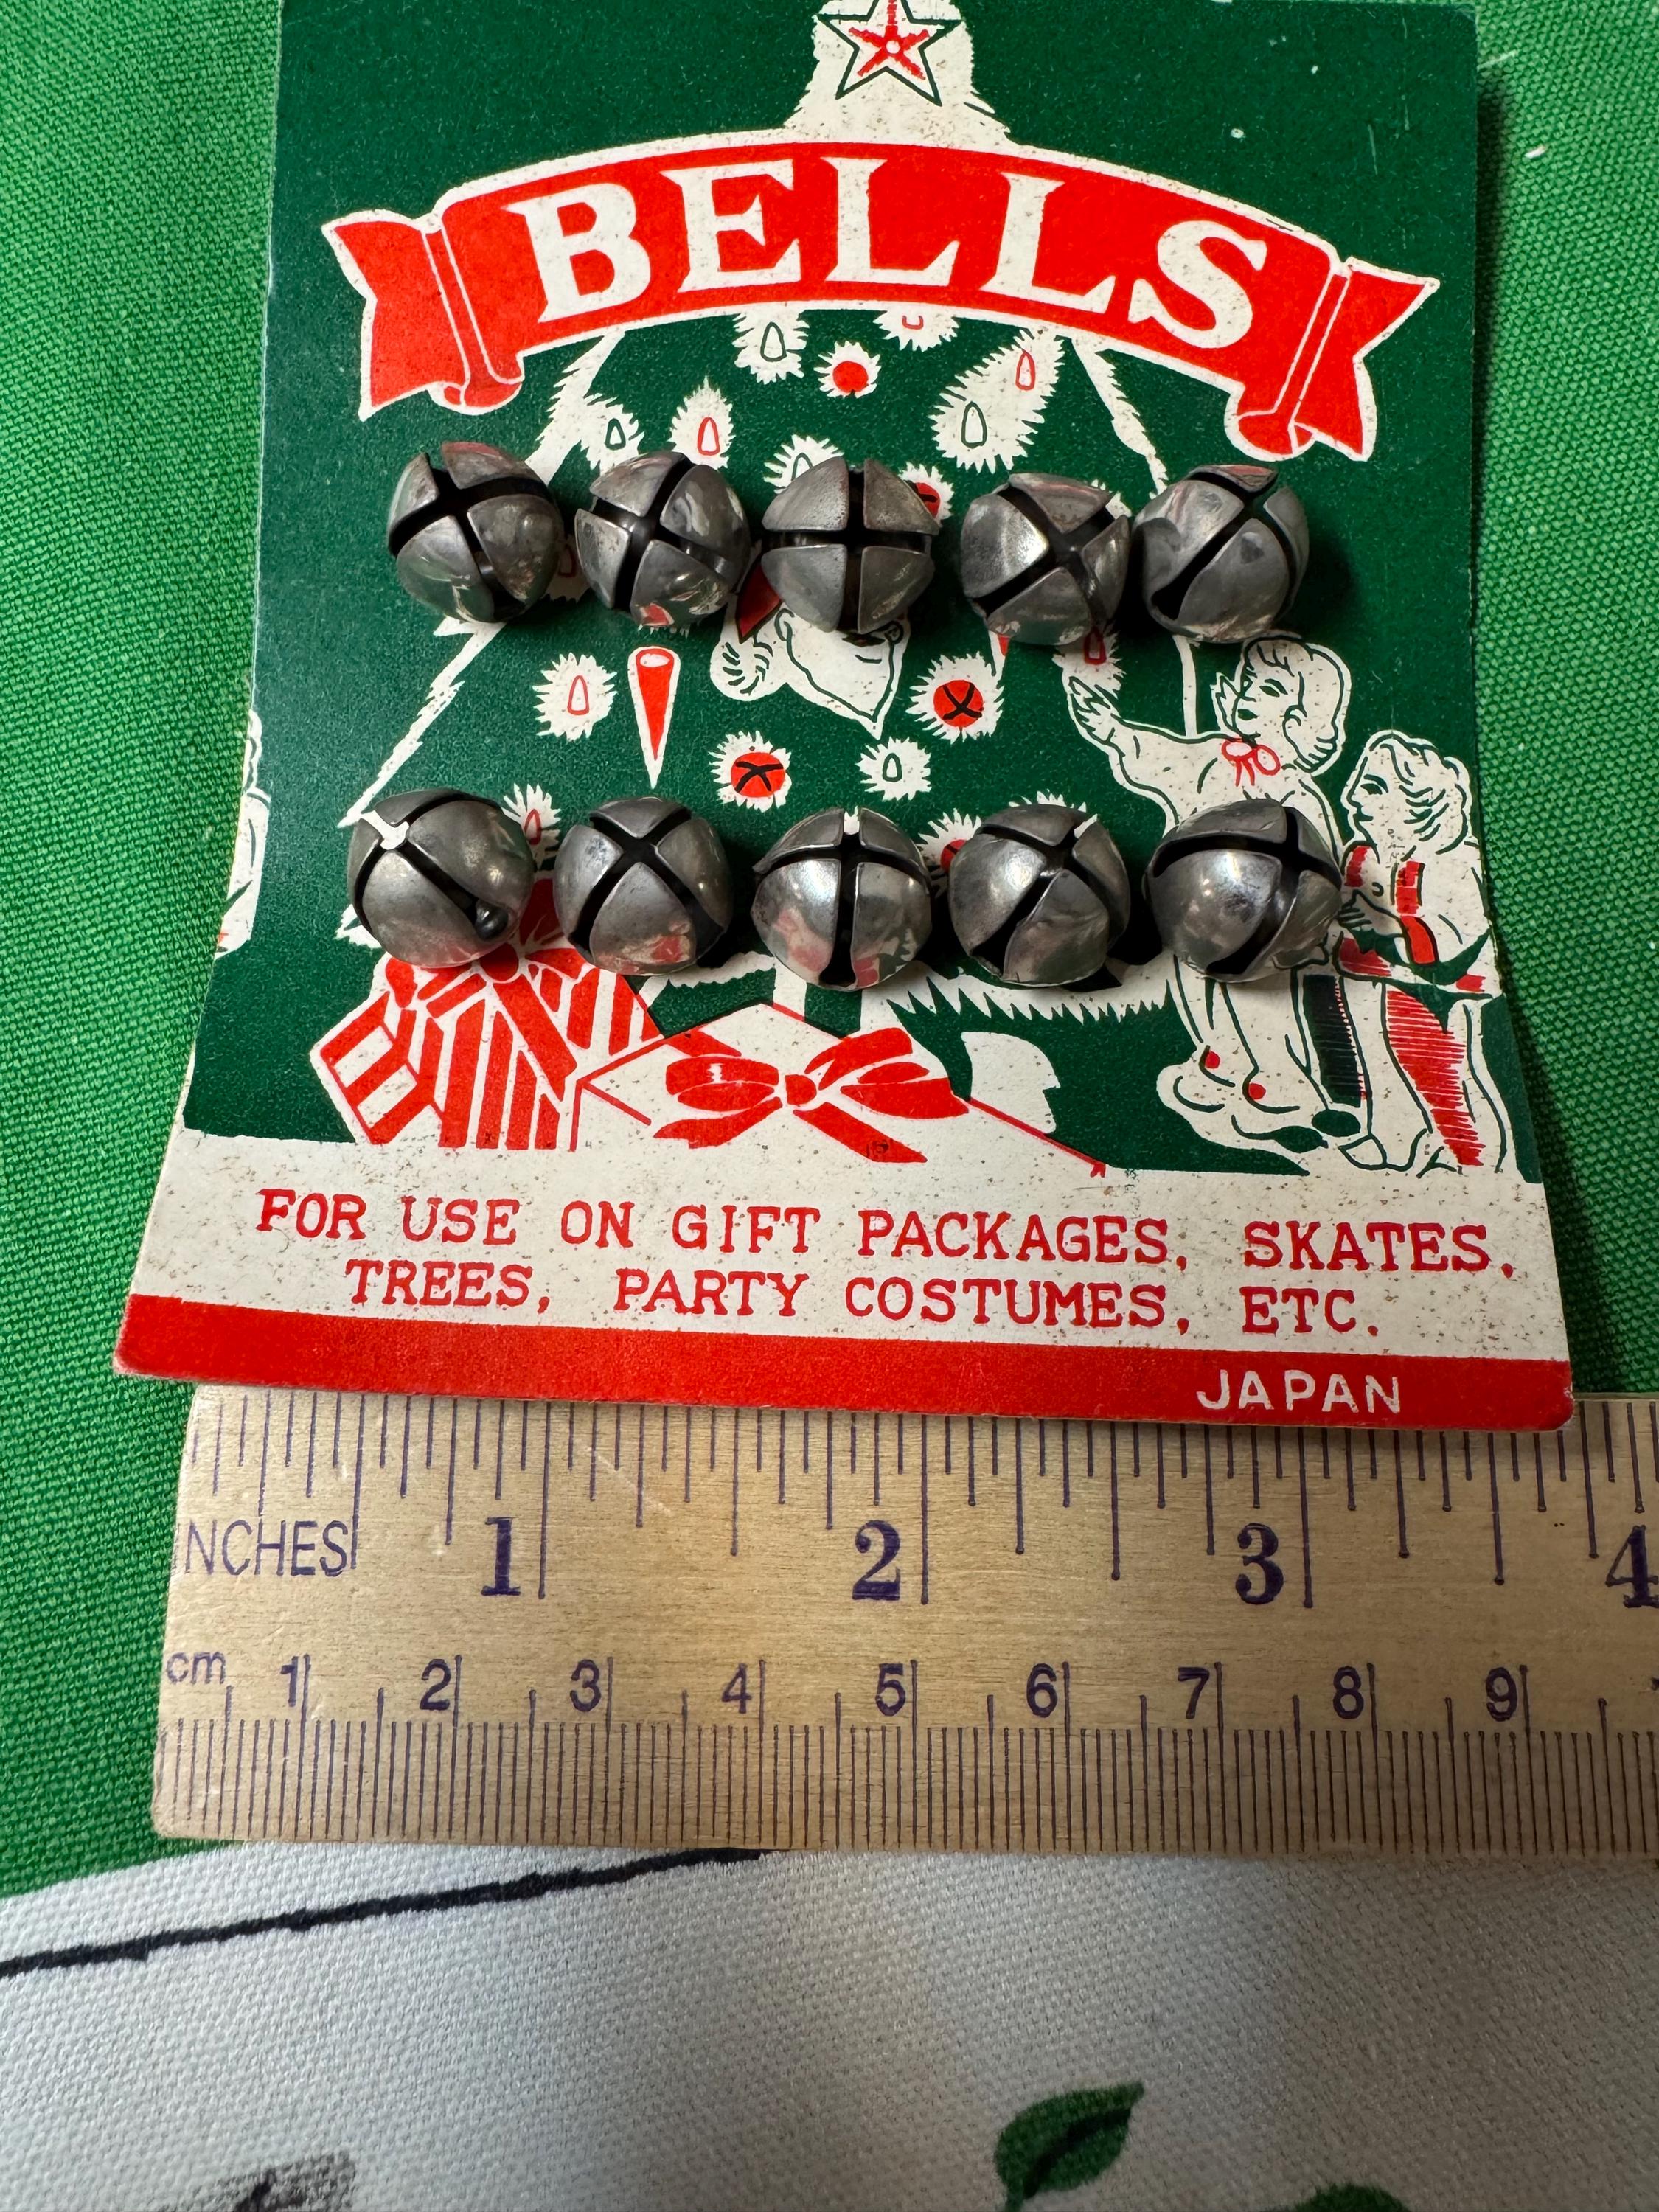 BELLS
FOR USE ON GIFT PACKAGES, SKATES,
TREES, PARTY COSTUMES, ETC.
JAPAN
INCHES 1 2 3 4
cm 1 2 3 4 5 6 7 8 9